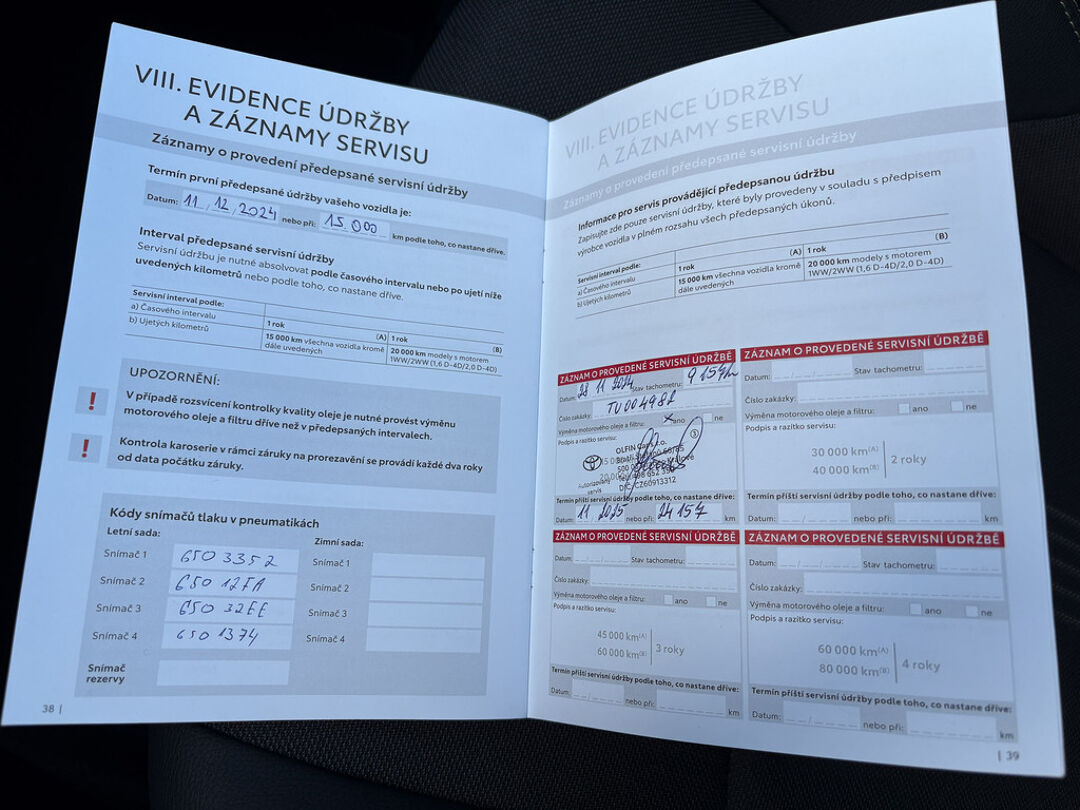 VIII. EVIDENCE ÚDRŽBY
A ZÁZNAMY SERVISU
Záznamy o provedení předepsané servisní údržby
Termín první předepsané údržby vašeho vozidla je:
Datum: 11 / 12 / 2024 nebo při: 15.000 km podle toho, co nastane dříve.
Interval předepsané servisní údržby
Servisní údržbu je nutné absolvovat podle časového intervalu nebo po ujetí níže
uvedených kilometrů nebo podle toho, co nastane dříve.
Servisní interval podle:
a) Časového intervalu 1 rok (A) 1 rok (B)
b) Ujetých kilometrů 15 000 km všechna vozidla kromě 20 000 km modely s motorem
dále uvedených 1WW/2WW (1,6 D-4D/2,0 D-4D)
UPOZORNĚNÍ:
! V případě rozsvícení kontrolky kvality oleje je nutné provést výměnu
motorového oleje a filtru dříve než v předepsaných intervalech.
! Kontrola karoserie v rámci záruky na prorezavění se provádí každé dva roky
od data počátku záruky.
Kódy snímačů tlaku v pneumatikách
Letní sada: Zimní sada:
Snímač 1 650 3352 Snímač 1
Snímač 2 650 12FA Snímač 2
Snímač 3 650 32EE Snímač 3
Snímač 4 650 1374 Snímač 4
Snímač
rezervy
38 |
VIII. EVIDENCE ÚDRŽBY
A ZÁZNAMY SERVISU
Záznamy o provedení předepsané servisní údržby
Informace pro servis provádějící předepsanou údržbu
Zapisujte zde pouze servisní údržby, které byly provedeny v souladu s předpisem
výrobce vozidla v plném rozsahu všech předepsaných úkonů.
Servisní interval podle:
a) Časového intervalu 1 rok (A) 1 rok (B)
b) Ujetých kilometrů 15 000 km všechna vozidla kromě 20 000 km modely s motorem
dále uvedených 1WW/2WW (1,6 D-4D/2,0 D-4D)
ZÁZNAM O PROVEDENÉ SERVISNÍ ÚDRŽBĚ
Datum: 28 11 2024 Stav tachometru: 9157
Číslo zakázky:
Výměna motorového oleje a filtru: x ano ne
Podpis a razítko servisu:
OLFIN Car s.r.o.
Autorizovaný
servis
DIČ: CZ60913312
Termín příští servisní údržby podle toho, co nastane dříve:
Datum: 11 2025 nebo při: 24 157 km
ZÁZNAM O PROVEDENÉ SERVISNÍ ÚDRŽBĚ
Datum: Stav tachometru:
Číslo zakázky:
Výměna motorového oleje a filtru: ano ne
Podpis a razítko servisu:
30 000 km(A)
40 000 km(B)
2 roky
Termín příští servisní údržby podle toho, co nastane dříve:
Datum: nebo při: km
ZÁZNAM O PROVEDENÉ SERVISNÍ ÚDRŽBĚ
Datum: Stav tachometru:
Číslo zakázky:
Výměna motorového oleje a filtru: ano ne
Podpis a razítko servisu:
45 000 km(A)
60 000 km(B)
3 roky
Termín příští servisní údržby podle toho, co nastane dříve:
Datum: nebo při: km
ZÁZNAM O PROVEDENÉ SERVISNÍ ÚDRŽBĚ
Datum: Stav tachometru:
Číslo zakázky:
Výměna motorového oleje a filtru: ano ne
Podpis a razítko servisu:
60 000 km(A)
80 000 km(B)
4 roky
Termín příští servisní údržby podle toho, co nastane dříve:
Datum: nebo při: km
| 39